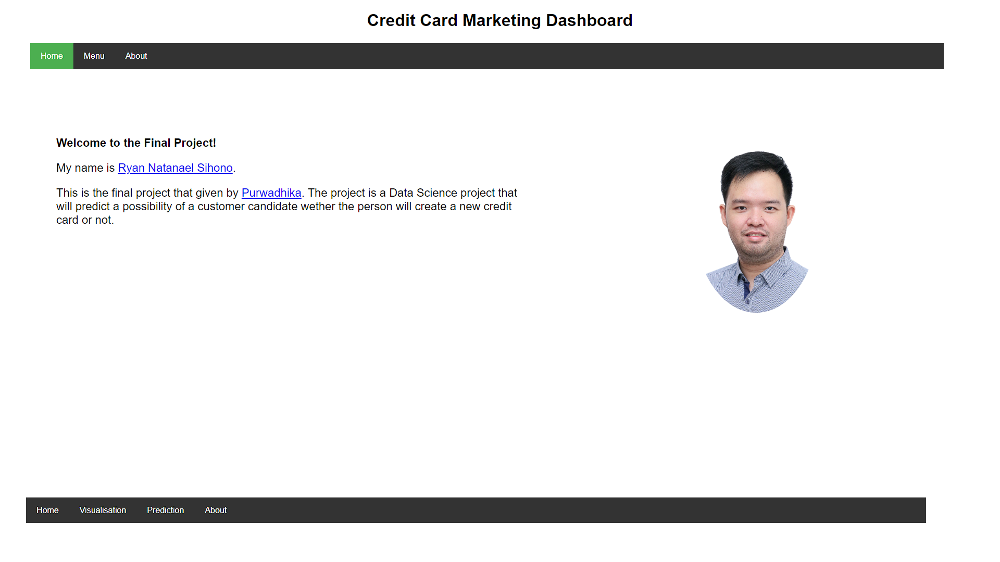 Credit Card Marketing Dashboard
Home Menu About
Welcome to the Final Project!
My name is Ryan Natanael Sihono.
This is the final project that given by Purwadhika. The project is a Data Science project that
will predict a possibility of a customer candidate wether the person will create a new credit
card or not.
Home Visualisation Prediction About